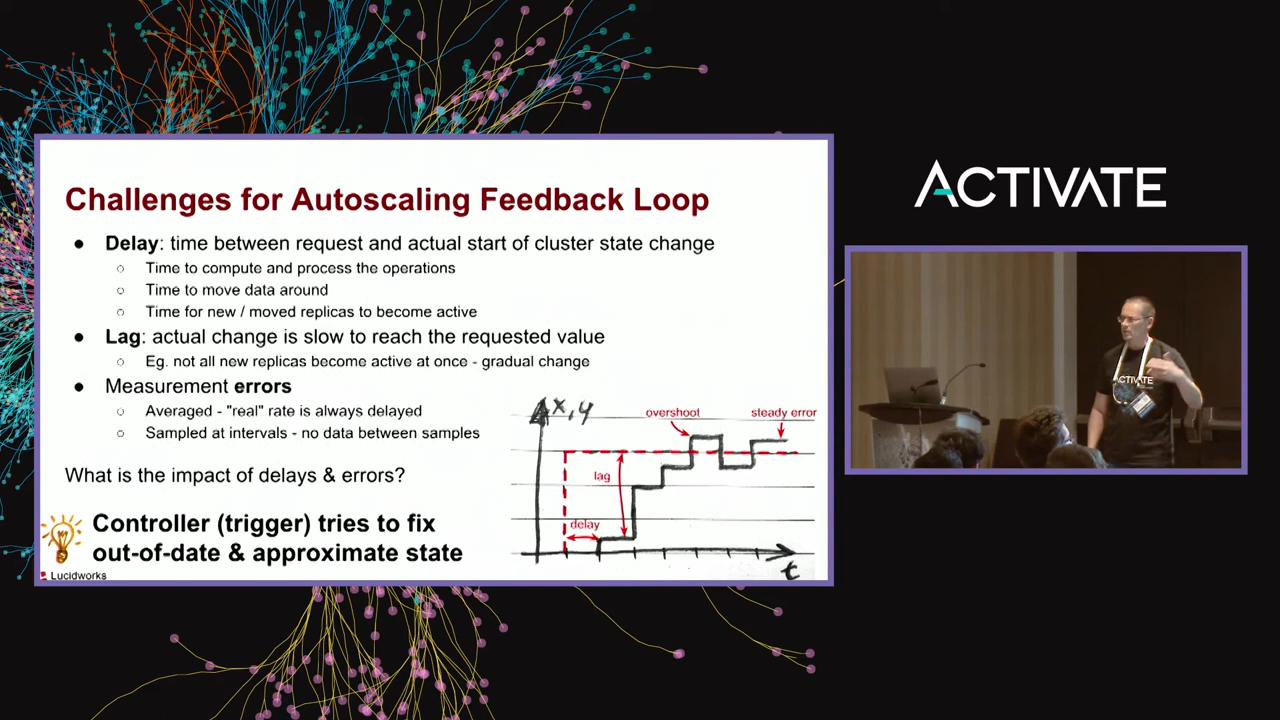 ACTIVATE
Challenges for Autoscaling Feedback Loop
● Delay: time between request and actual start of cluster state change
○ Time to compute and process the operations
○ Time to move data around
○ Time for new / moved replicas to become active
● Lag: actual change is slow to reach the requested value
○ Eg. not all new replicas become active at once - gradual change
● Measurement errors
○ Averaged - "real" rate is always delayed
○ Sampled at intervals - no data between samples
What is the impact of delays & errors?
Controller (trigger) tries to fix
out-of-date & approximate state
Lucidworks
x,y
overshoot
steady error
lag
delay
t
ACTIVATE